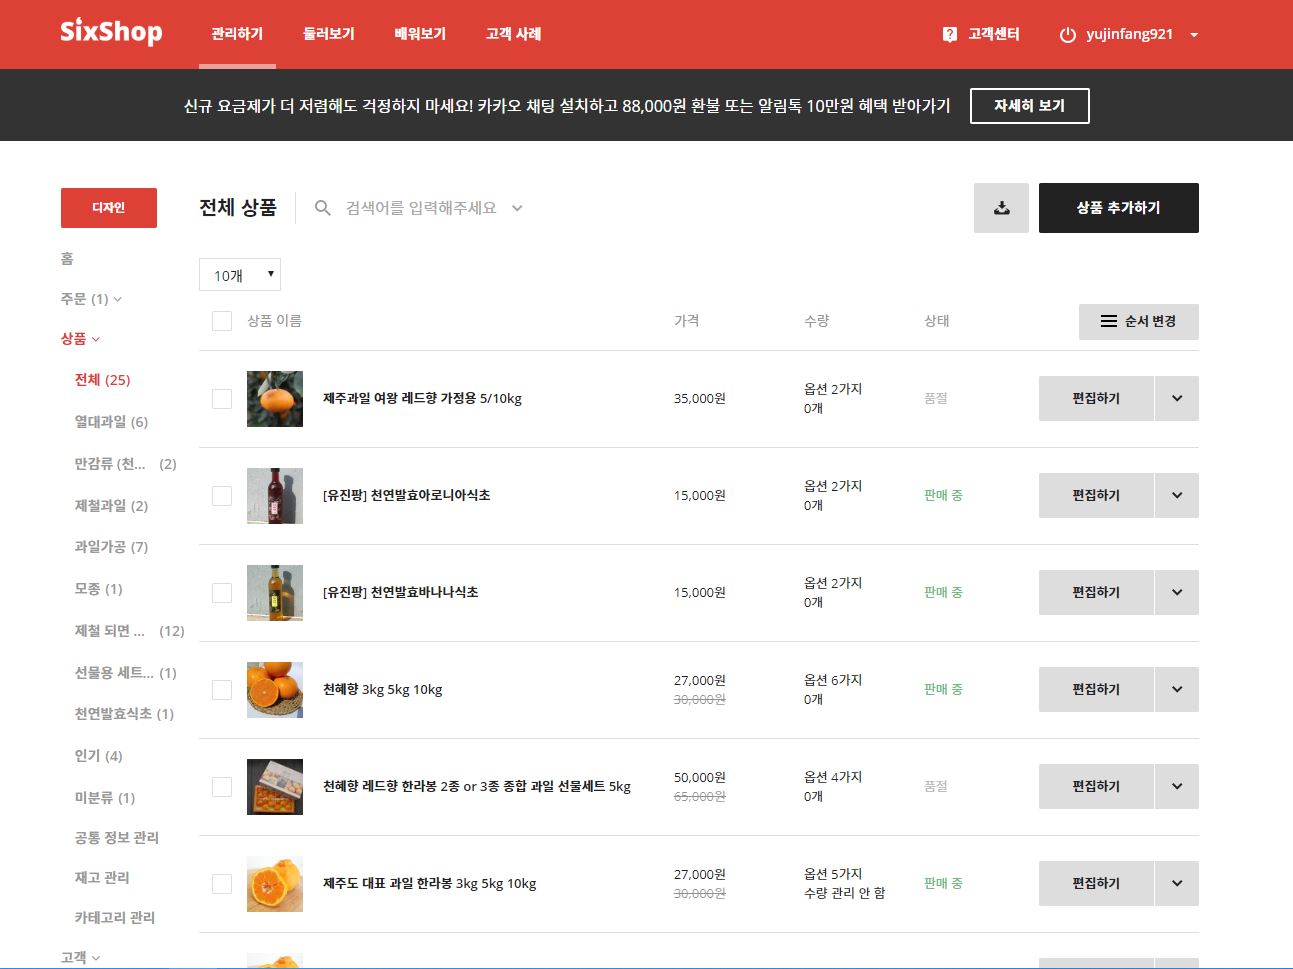 SixShop 관리하기 둘러보기 배워보기 고객 사례 고객센터 yujinfang921
신규 요금제가 더 저렴해도 걱정하지 마세요! 카카오 채팅 설치하고 88,000원 환불 또는 알림톡 10만원 혜택 받아가기 자세히 보기
디자인
홈
주문 (1)
상품
전체 (25)
열대과일 (6)
만감류 (천... (2)
제철과일 (2)
과일가공 (7)
모종 (1)
제철 되면 ... (12)
선물용 세트... (1)
천연발효식초 (1)
인기 (4)
미분류 (1)
공통 정보 관리
재고 관리
카테고리 관리
고객
전체 상품 검색어를 입력해주세요 상품 추가하기
10개
상품 이름 가격 수량 상태 순서 변경
제주과일 여왕 레드향 가정용 5/10kg 35,000원 옵션 2가지 품절 편집하기
0개
[유진팡] 천연발효아로니아식초 15,000원 옵션 2가지 판매 중 편집하기
0개
[유진팡] 천연발효바나나식초 15,000원 옵션 2가지 판매 중 편집하기
0개
천혜향 3kg 5kg 10kg 27,000원 옵션 6가지 판매 중 편집하기
30,000원 0개
천혜향 레드향 한라봉 2종 or 3종 종합 과일 선물세트 5kg 50,000원 옵션 4가지 품절 편집하기
65,000원 0개
제주도 대표 과일 한라봉 3kg 5kg 10kg 27,000원 옵션 5가지 판매 중 편집하기
30,000원 수량 관리 안 함